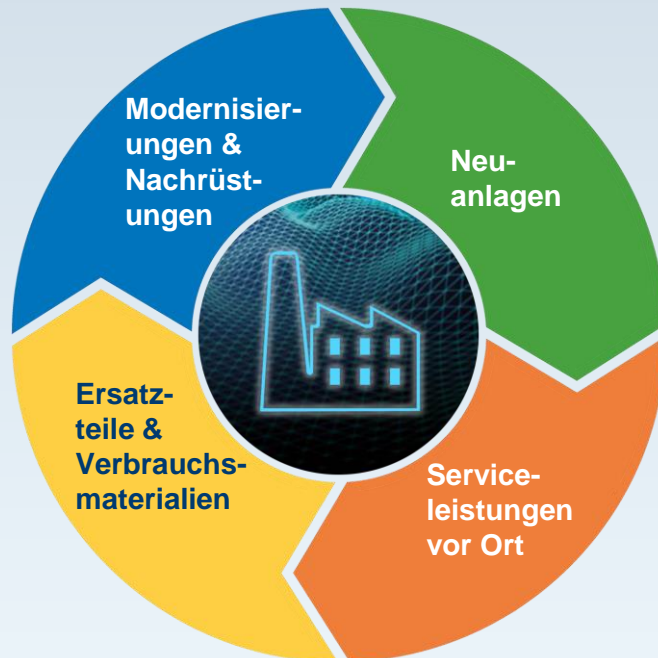 Modernisier-
ungen &
Nachrüst-
ungen
Neu-
anlagen
Ersatz-
teile &
Verbrauchs-
materialien
Service-
leistungen
vor Ort